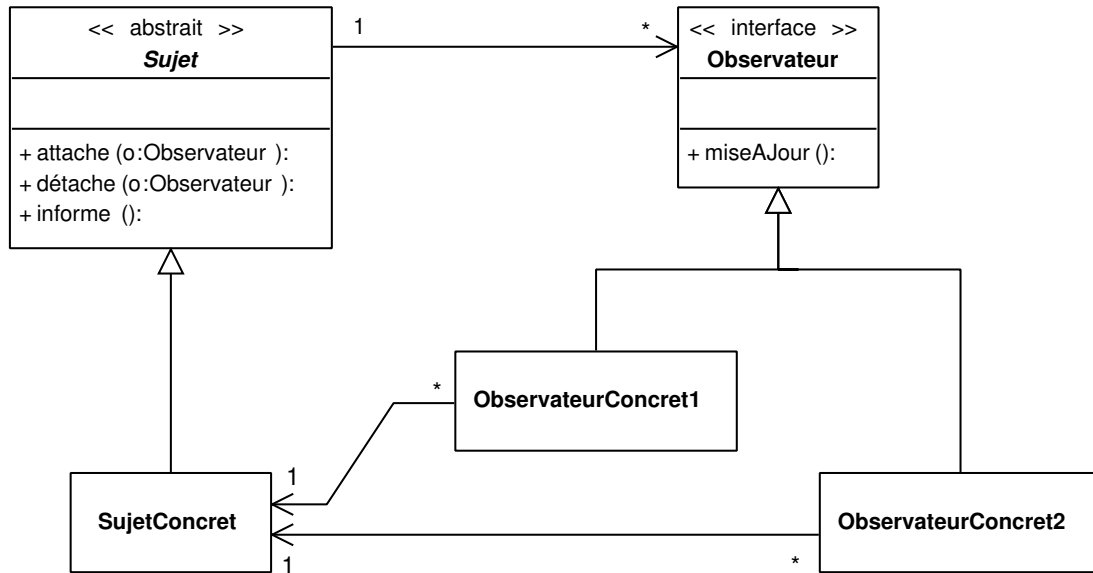 << abstrait >>
Sujet
+ attache (o:Observateur ):
+ détache (o:Observateur ):
+ informe ():
1
*
<< interface >>
Observateur
+ miseAJour ():
*
ObservateurConcret1
1
SujetConcret
1
*
ObservateurConcret2